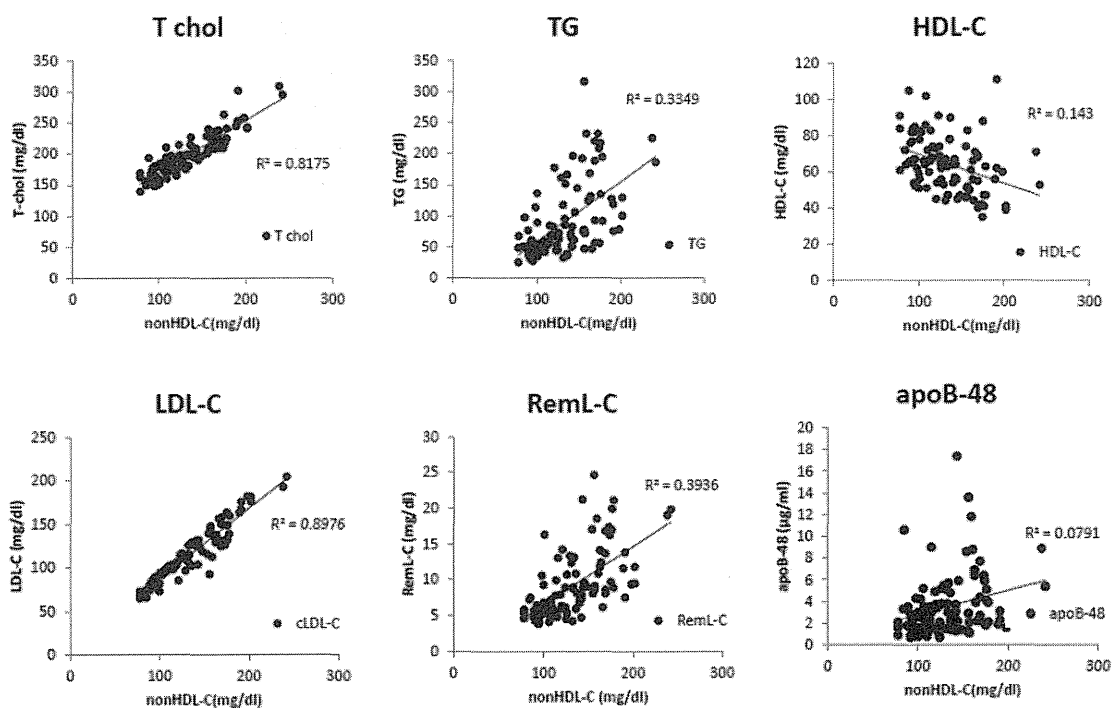 T chol
T-chol (mg/dl)
350
300
250
200
150
100
50
0
R² = 0.8175
T chol
0
100
200
300
nonHDL-C(mg/dl)
TG
TG (mg/dl)
350
300
250
200
150
100
50
0
R² = 0.3349
TG
0
100
200
300
nonHDL-C(mg/dl)
HDL-C
HDL-C (mg/dl)
120
100
80
60
40
20
0
R² = 0.143
HDL-C
0
100
200
300
nonHDL-C(mg/dl)
LDL-C
LDL-C (mg/dl)
250
200
150
100
50
0
R² = 0.8976
cLDL-C
0
100
200
300
nonHDL-C(mg/dl)
RemL-C
RemL-C (mg/dl)
30
25
20
15
10
5
0
R² = 0.3936
RemL-C
0
100
200
300
nonHDL-C (mg/dl)
apoB-48
apoB-48 (µg/ml)
20
18
16
14
12
10
8
6
4
2
0
R² = 0.0791
apoB-48
0
100
200
300
nonHDL-C (mg/dl)